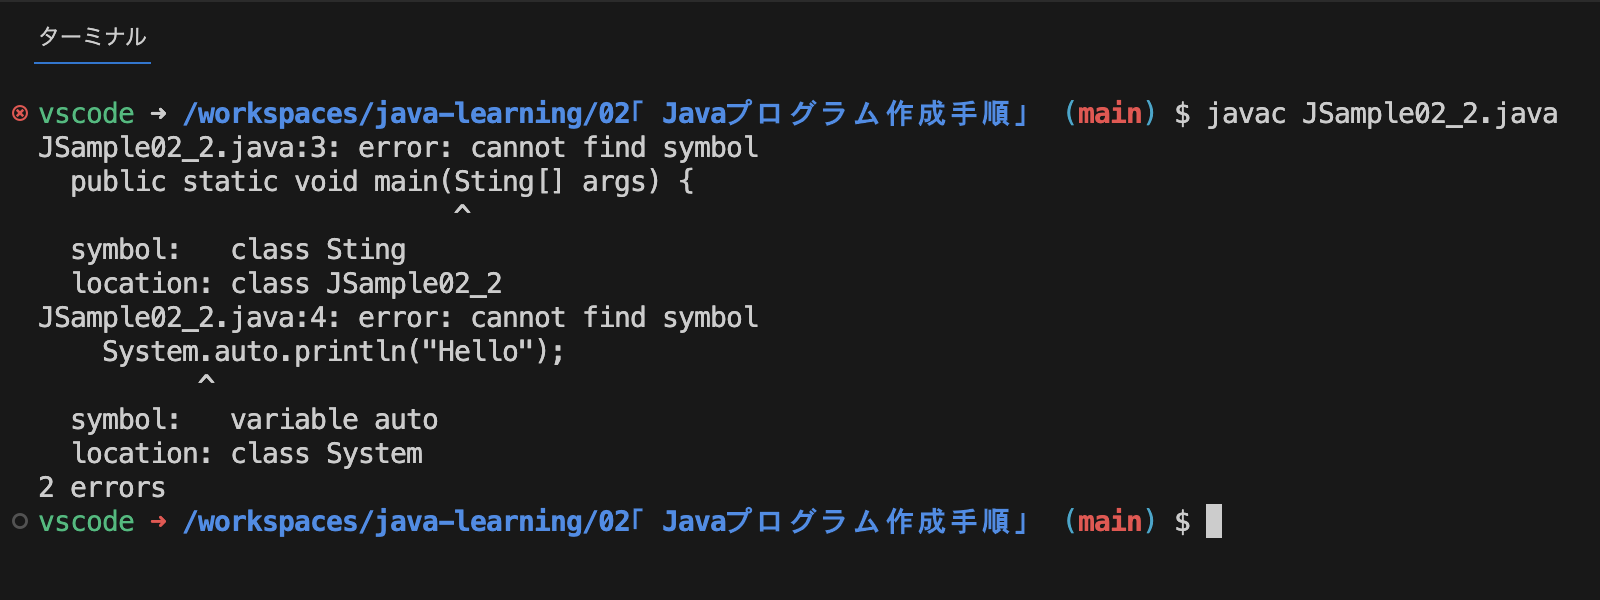 ターミナル
vscode ➜ /workspaces/java-learning/02「 Javaプログラム作成手順」 (main) $ javac JSample02_2.java
JSample02_2.java:3: error: cannot find symbol
  public static void main(Sting[] args) {
                          ^
  symbol:   class Sting
  location: class JSample02_2
JSample02_2.java:4: error: cannot find symbol
    System.auto.println("Hello");
          ^
  symbol:   variable auto
  location: class System
2 errors
vscode ➜ /workspaces/java-learning/02「 Javaプログラム作成手順」 (main) $